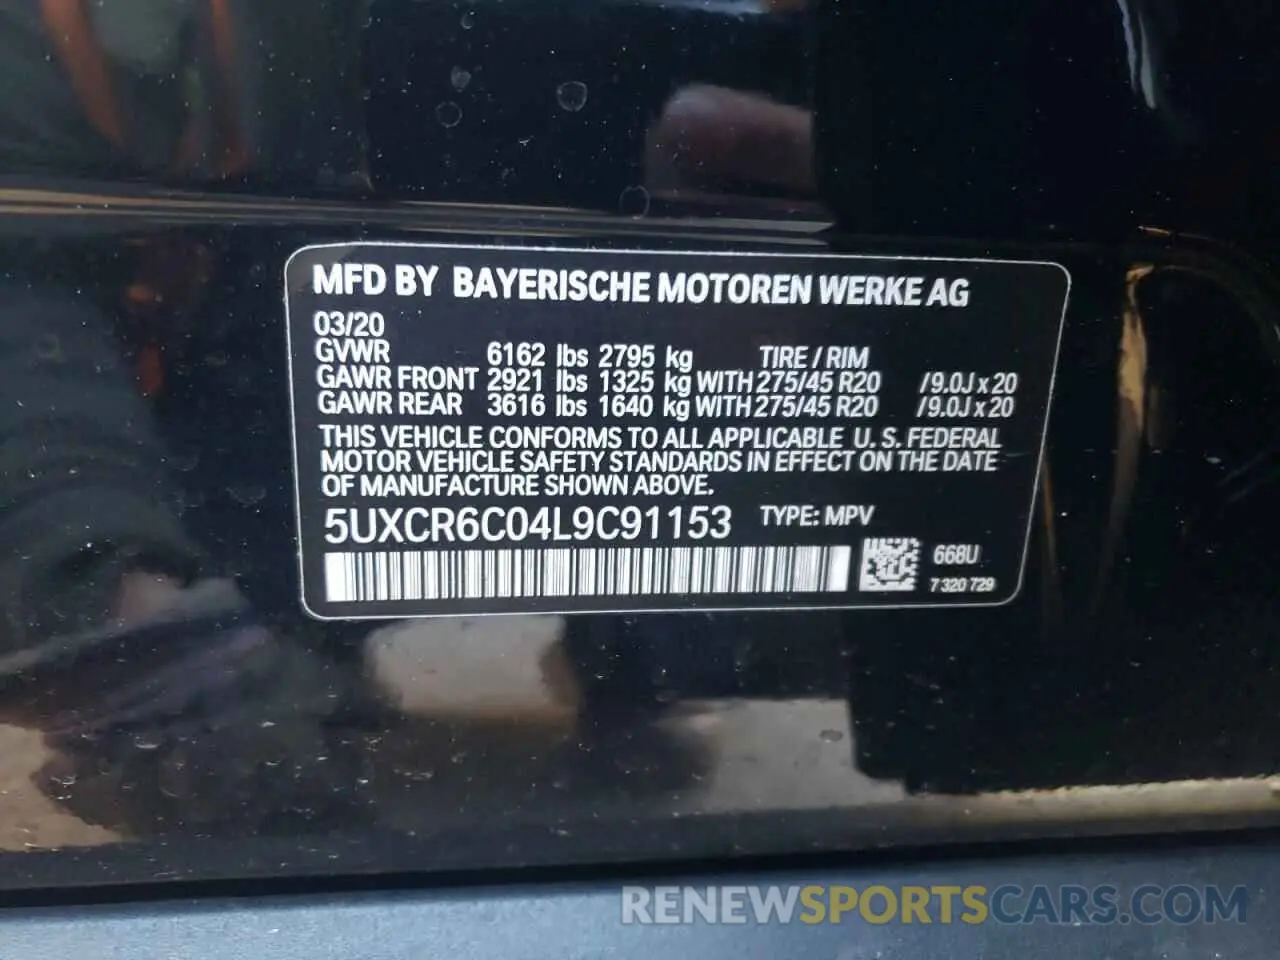 MFD BY BAYERISCHE MOTOREN WERKE AG
03/20
GVWR 6162 lbs 2795 kg TIRE / RIM
GAWR FRONT 2921 lbs 1325 kg WITH 275/45 R20 / 9.0J x 20
GAWR REAR 3616 lbs 1640 kg WITH 275/45 R20 / 9.0J x 20
THIS VEHICLE CONFORMS TO ALL APPLICABLE U. S. FEDERAL
MOTOR VEHICLE SAFETY STANDARDS IN EFFECT ON THE DATE
OF MANUFACTURE SHOWN ABOVE.
5UXCR6C04L9C91153 TYPE: MPV
668U
7 320 729
RENEWSPORTSCARS.COM